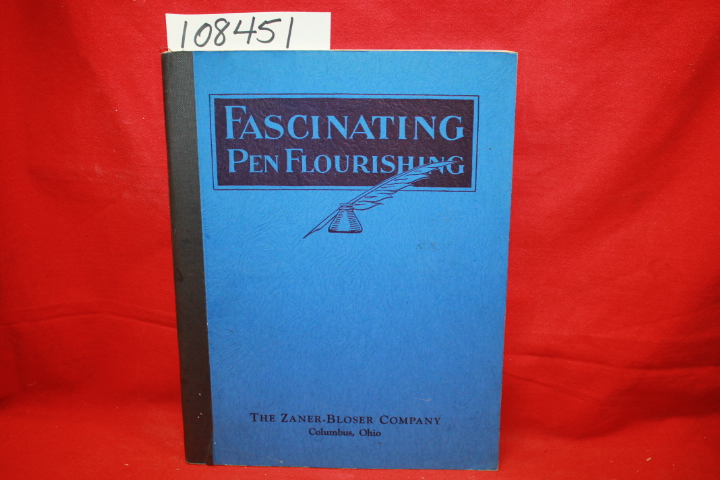 108451
FASCINATING
PEN FLOURISHING
THE ZANER-BLOSER COMPANY
Columbus, Ohio